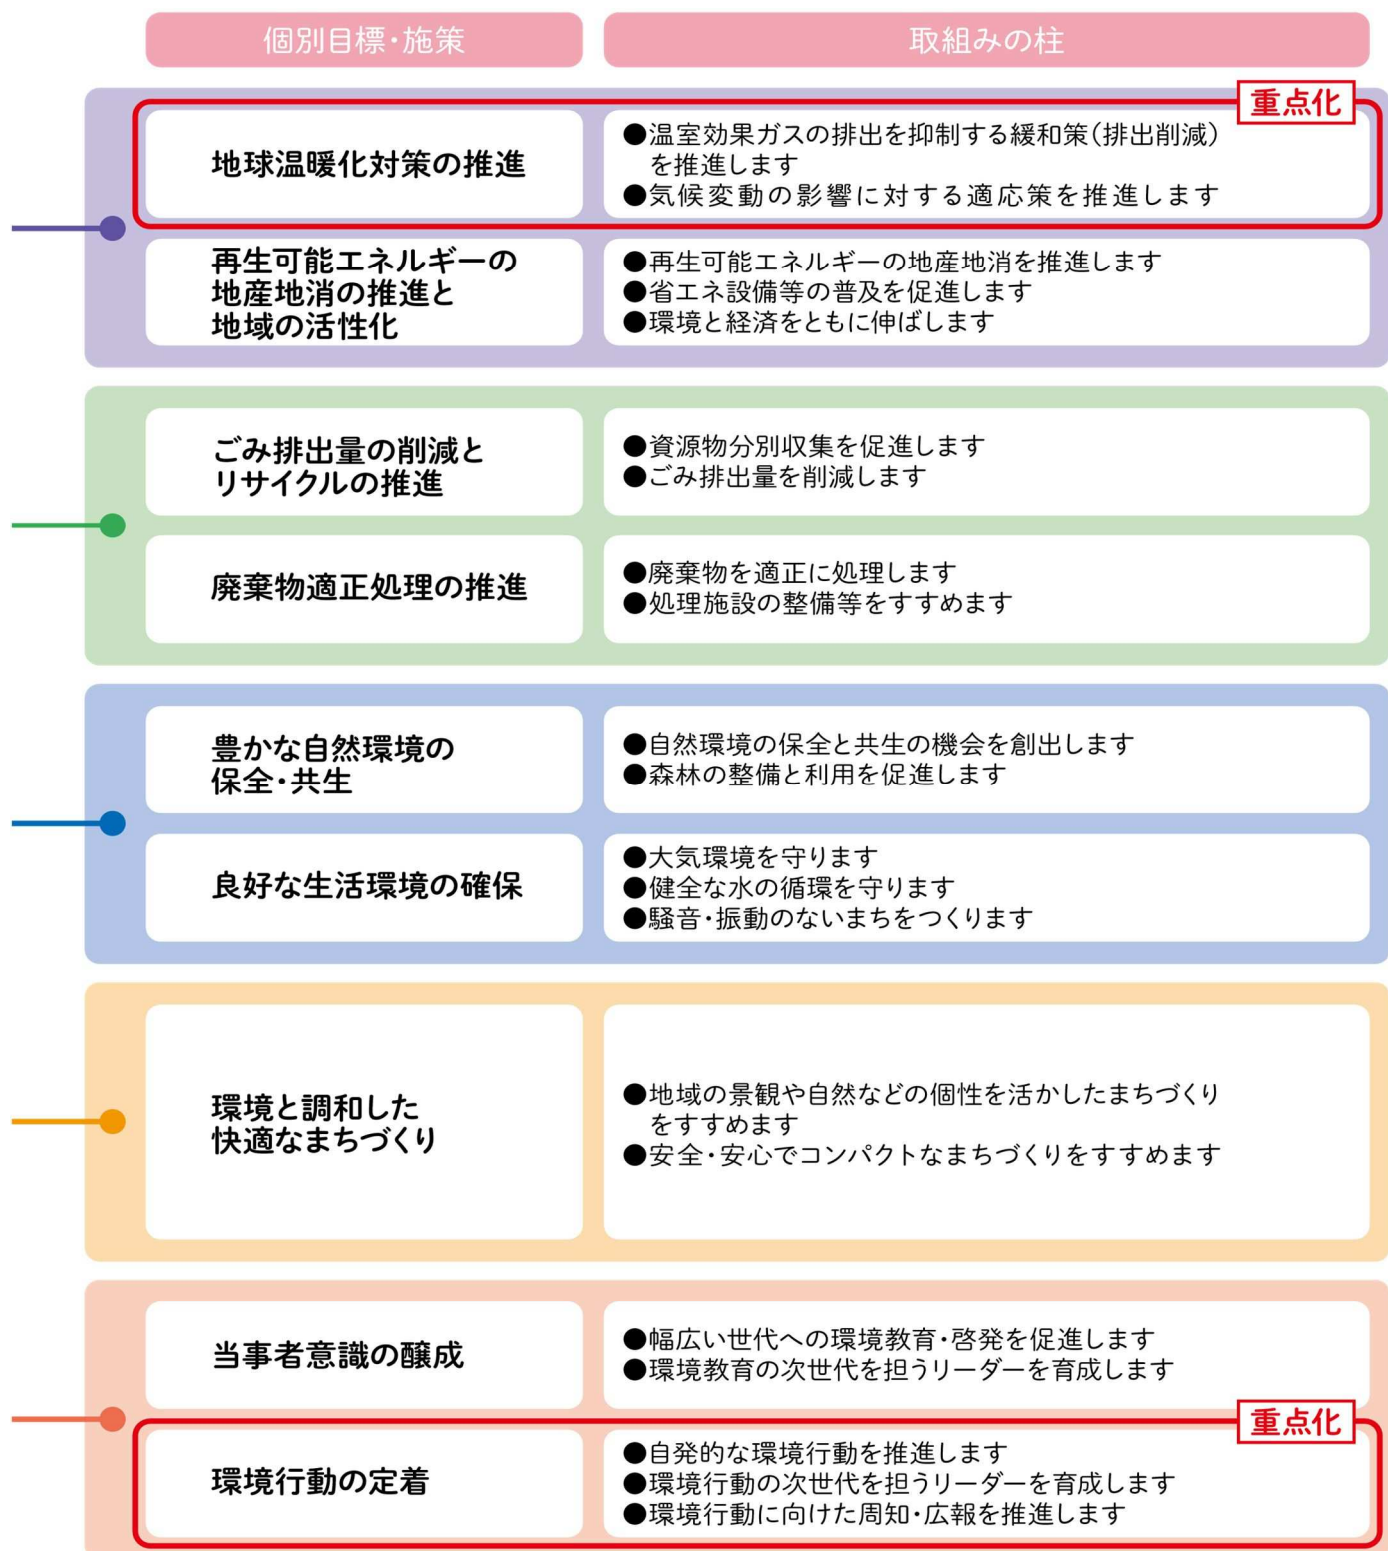 個別目標・施策
取組みの柱
重点化
地球温暖化対策の推進
●温室効果ガスの排出を抑制する緩和策(排出削減)
を推進します
●気候変動の影響に対する適応策を推進します
再生可能エネルギーの
地産地消の推進と
地域の活性化
●再生可能エネルギーの地産地消を推進します
●省エネ設備等の普及を促進します
●環境と経済をともに伸ばします
ごみ排出量の削減と
リサイクルの推進
●資源物分別収集を促進します
●ごみ排出量を削減します
廃棄物適正処理の推進
●廃棄物を適正に処理します
●処理施設の整備等をすすめます
豊かな自然環境の
保全・共生
●自然環境の保全と共生の機会を創出します
●森林の整備と利用を促進します
良好な生活環境の確保
●大気環境を守ります
●健全な水の循環を守ります
●騒音・振動のないまちをつくります
環境と調和した
快適なまちづくり
●地域の景観や自然などの個性を活かしたまちづくり
をすすめます
●安全・安心でコンパクトなまちづくりをすすめます
当事者意識の醸成
●幅広い世代への環境教育・啓発を促進します
●環境教育の次世代を担うリーダーを育成します
重点化
環境行動の定着
●自発的な環境行動を推進します
●環境行動の次世代を担うリーダーを育成します
●環境行動に向けた周知・広報を推進します